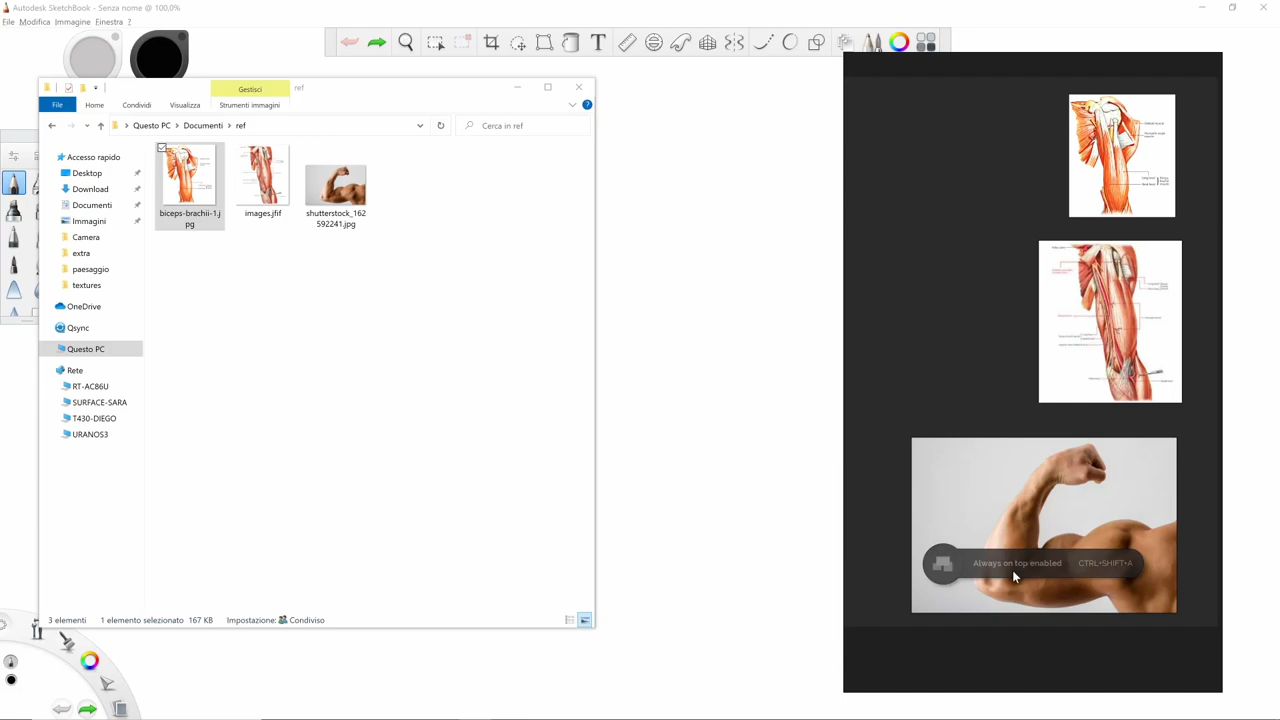 Autodesk SketchBook - Senza nome @ 100,0%
File Modifica Immagine Finestra ?
Gestisci ref
File Home Condividi Visualizza Strumenti immagini
Questo PC > Documenti > ref Cerca in ref
Accesso rapido
Desktop
Download
Documenti
Immagini
Camera
extra
paesaggio
textures
OneDrive
Qsync
Questo PC
Rete
RT-AC86U
SURFACE-SARA
T430-DIEGO
URANOS3
biceps-brachii-1.j
pg
images.jfif
shutterstock_162
592241.jpg
3 elementi 1 elemento selezionato 167 KB Impostazione: Condiviso
Always on top enabled CTRL+SHIFT+A